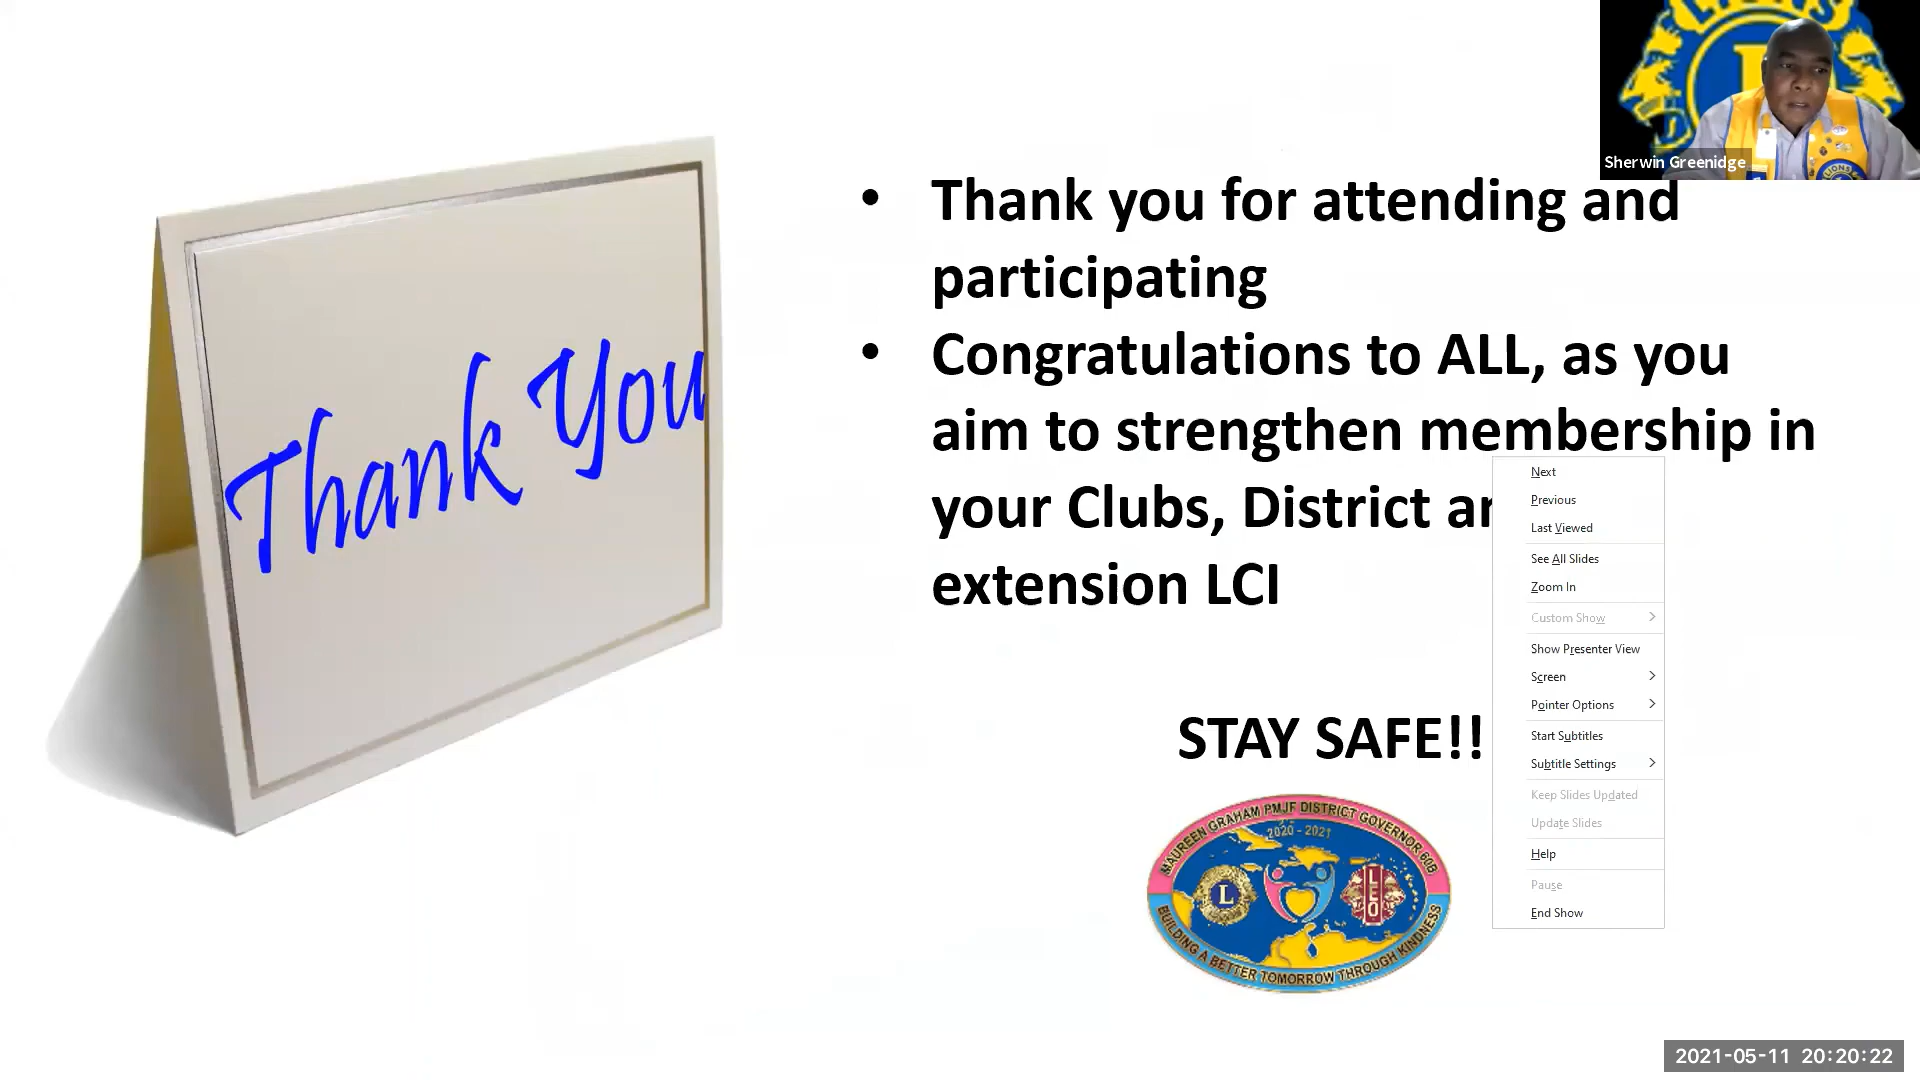 LIONS
Sherwin Greenidge
LIONS
Thank You
• Thank you for attending and
participating
• Congratulations to ALL, as you
aim to strengthen membership in
your Clubs, District
extension LCI
STAY SAFE!!
MAUREEN GRAHAM PMJF DISTRICT GOVERNOR 60B
2020 - 2021
L
LEO
BUILDING A BETTER TOMORROW THROUGH KINDNESS
Next
Previous
Last Viewed
See All Slides
Zoom In
Custom Show
Show Presenter View
Screen
Pointer Options
Start Subtitles
Subtitle Settings
Keep Slides Updated
Update Slides
Help
Pause
End Show
2021-05-11 20:20:22